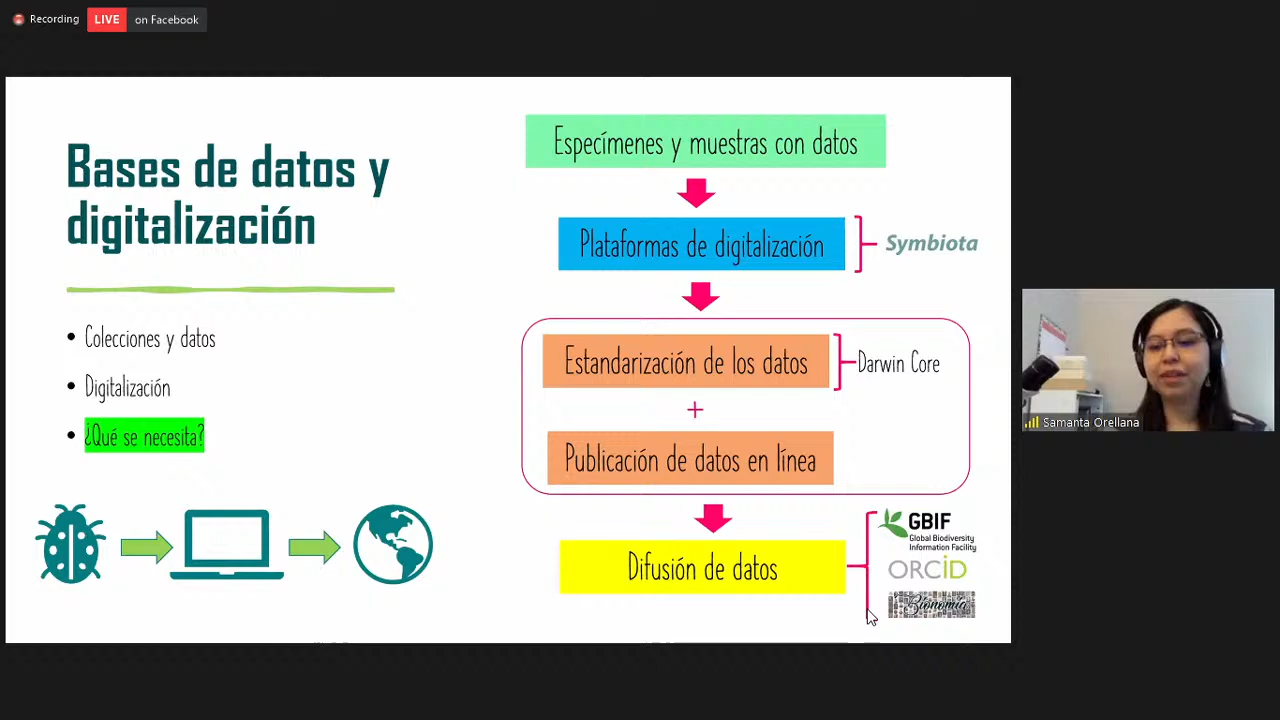 Recording
LIVE on Facebook
Bases de datos y
digitalización
• Colecciones y datos
• Digitalización
• ¿Qué se necesita?
Especímenes y muestras con datos
Plataformas de digitalización
Symbiota
Estandarización de los datos
Darwin Core
+
Publicación de datos en línea
Difusión de datos
GBIF
Global Biodiversity
Information Facility
ORCID
Bionomia
Samanta Orellana